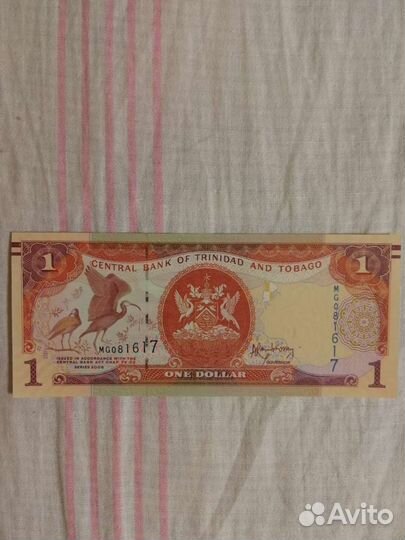 1
CENTRAL BANK OF TRINIDAD AND TOBAGO
1
MG081617
MG081617
ISSUED IN ACCORDANCE WITH THE
CENTRAL BANK ACT CHAP 79:02
SERIES 2006
GOVERNOR
1
ONE DOLLAR
1
Avito